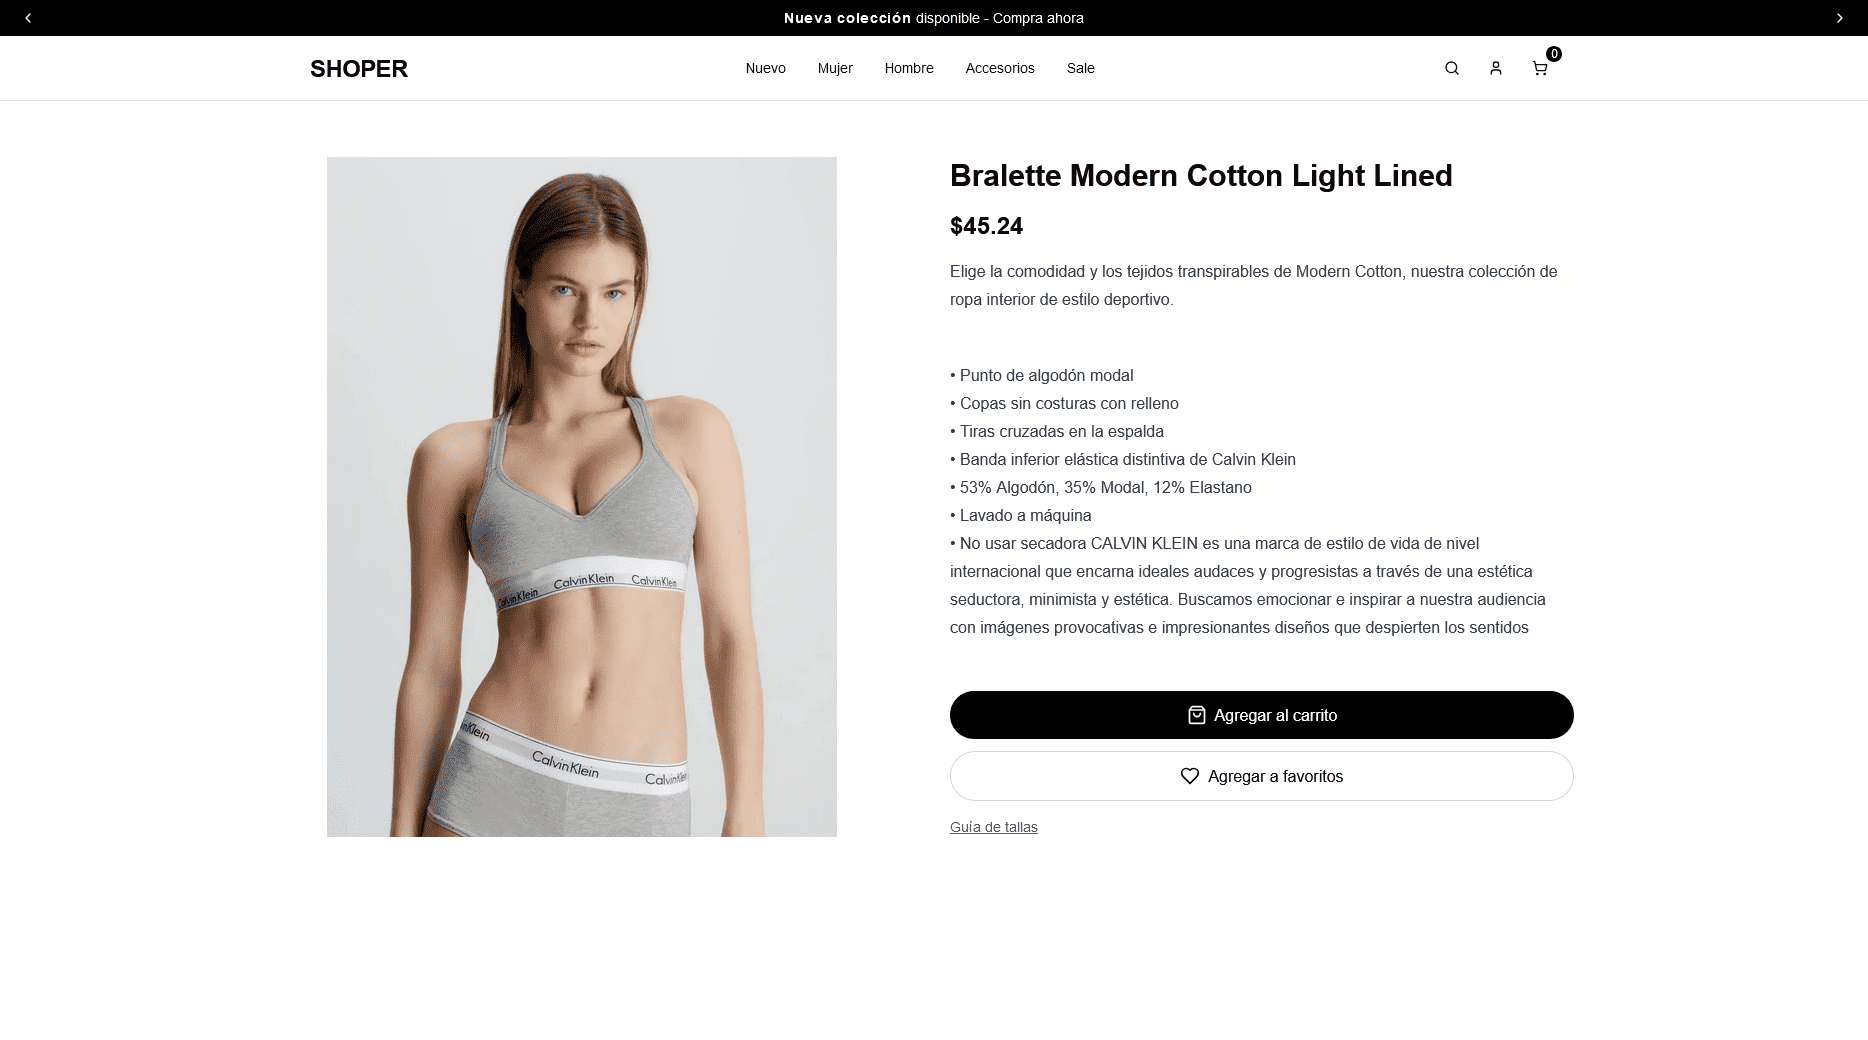 Nueva colección disponible - Compra ahora
SHOPER
Nuevo
Mujer
Hombre
Accesorios
Sale
0
Bralette Modern Cotton Light Lined
$45.24
Elige la comodidad y los tejidos transpirables de Modern Cotton, nuestra colección de
ropa interior de estilo deportivo.
• Punto de algodón modal
• Copas sin costuras con relleno
• Tiras cruzadas en la espalda
• Banda inferior elástica distintiva de Calvin Klein
• 53% Algodón, 35% Modal, 12% Elastano
• Lavado a máquina
• No usar secadora CALVIN KLEIN es una marca de estilo de vida de nivel
internacional que encarna ideales audaces y progresistas a través de una estética
seductora, minimista y estética. Buscamos emocionar e inspirar a nuestra audiencia
con imágenes provocativas e impresionantes diseños que despierten los sentidos
Agregar al carrito
Agregar a favoritos
Guía de tallas
Calvin Klein Calvin Klein Calvin Klein
Calvin Klein